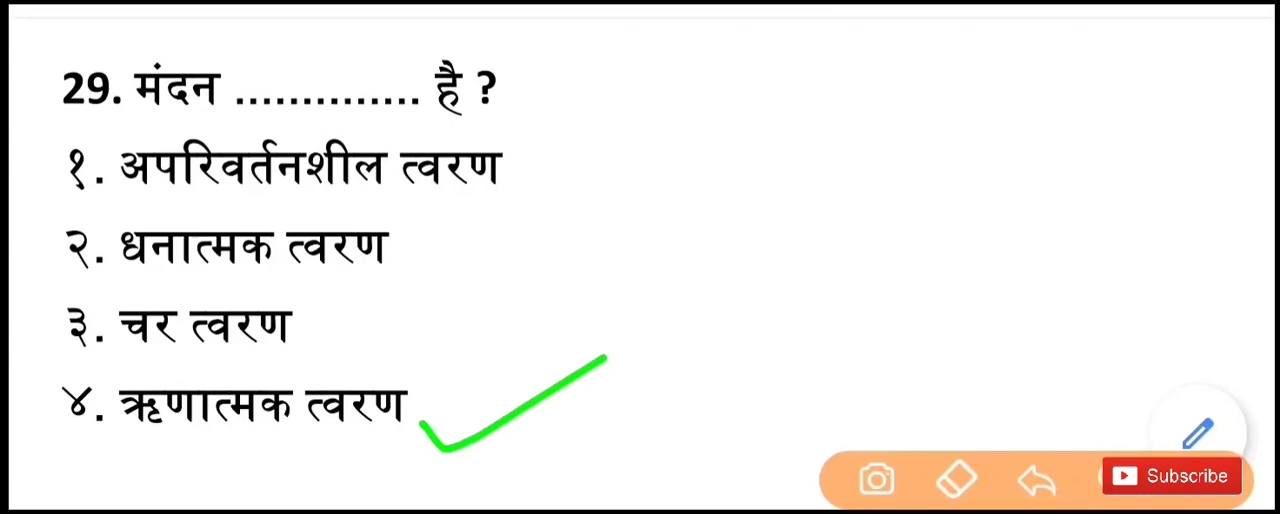 29. मंदन .............. है ?
१. अपरिवर्तनशील त्वरण
२. धनात्मक त्वरण
३. चर त्वरण
४. ऋणात्मक त्वरण
Subscribe